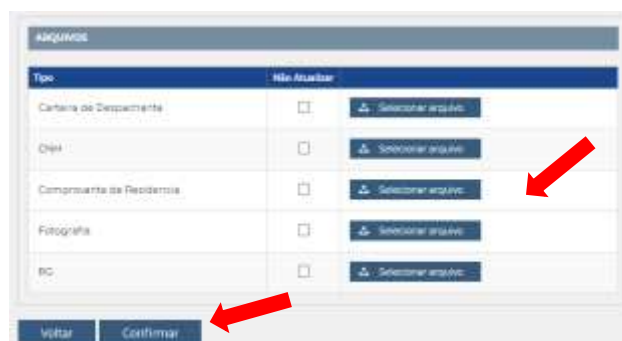 ARQUIVOS
Tipo Não Atualizar
Carteira de Despachante Selecionar arquivo
CNH Selecionar arquivo
Comprovante de Residencia Selecionar arquivo
Fotografia Selecionar arquivo
RG Selecionar arquivo
Voltar Confirmar